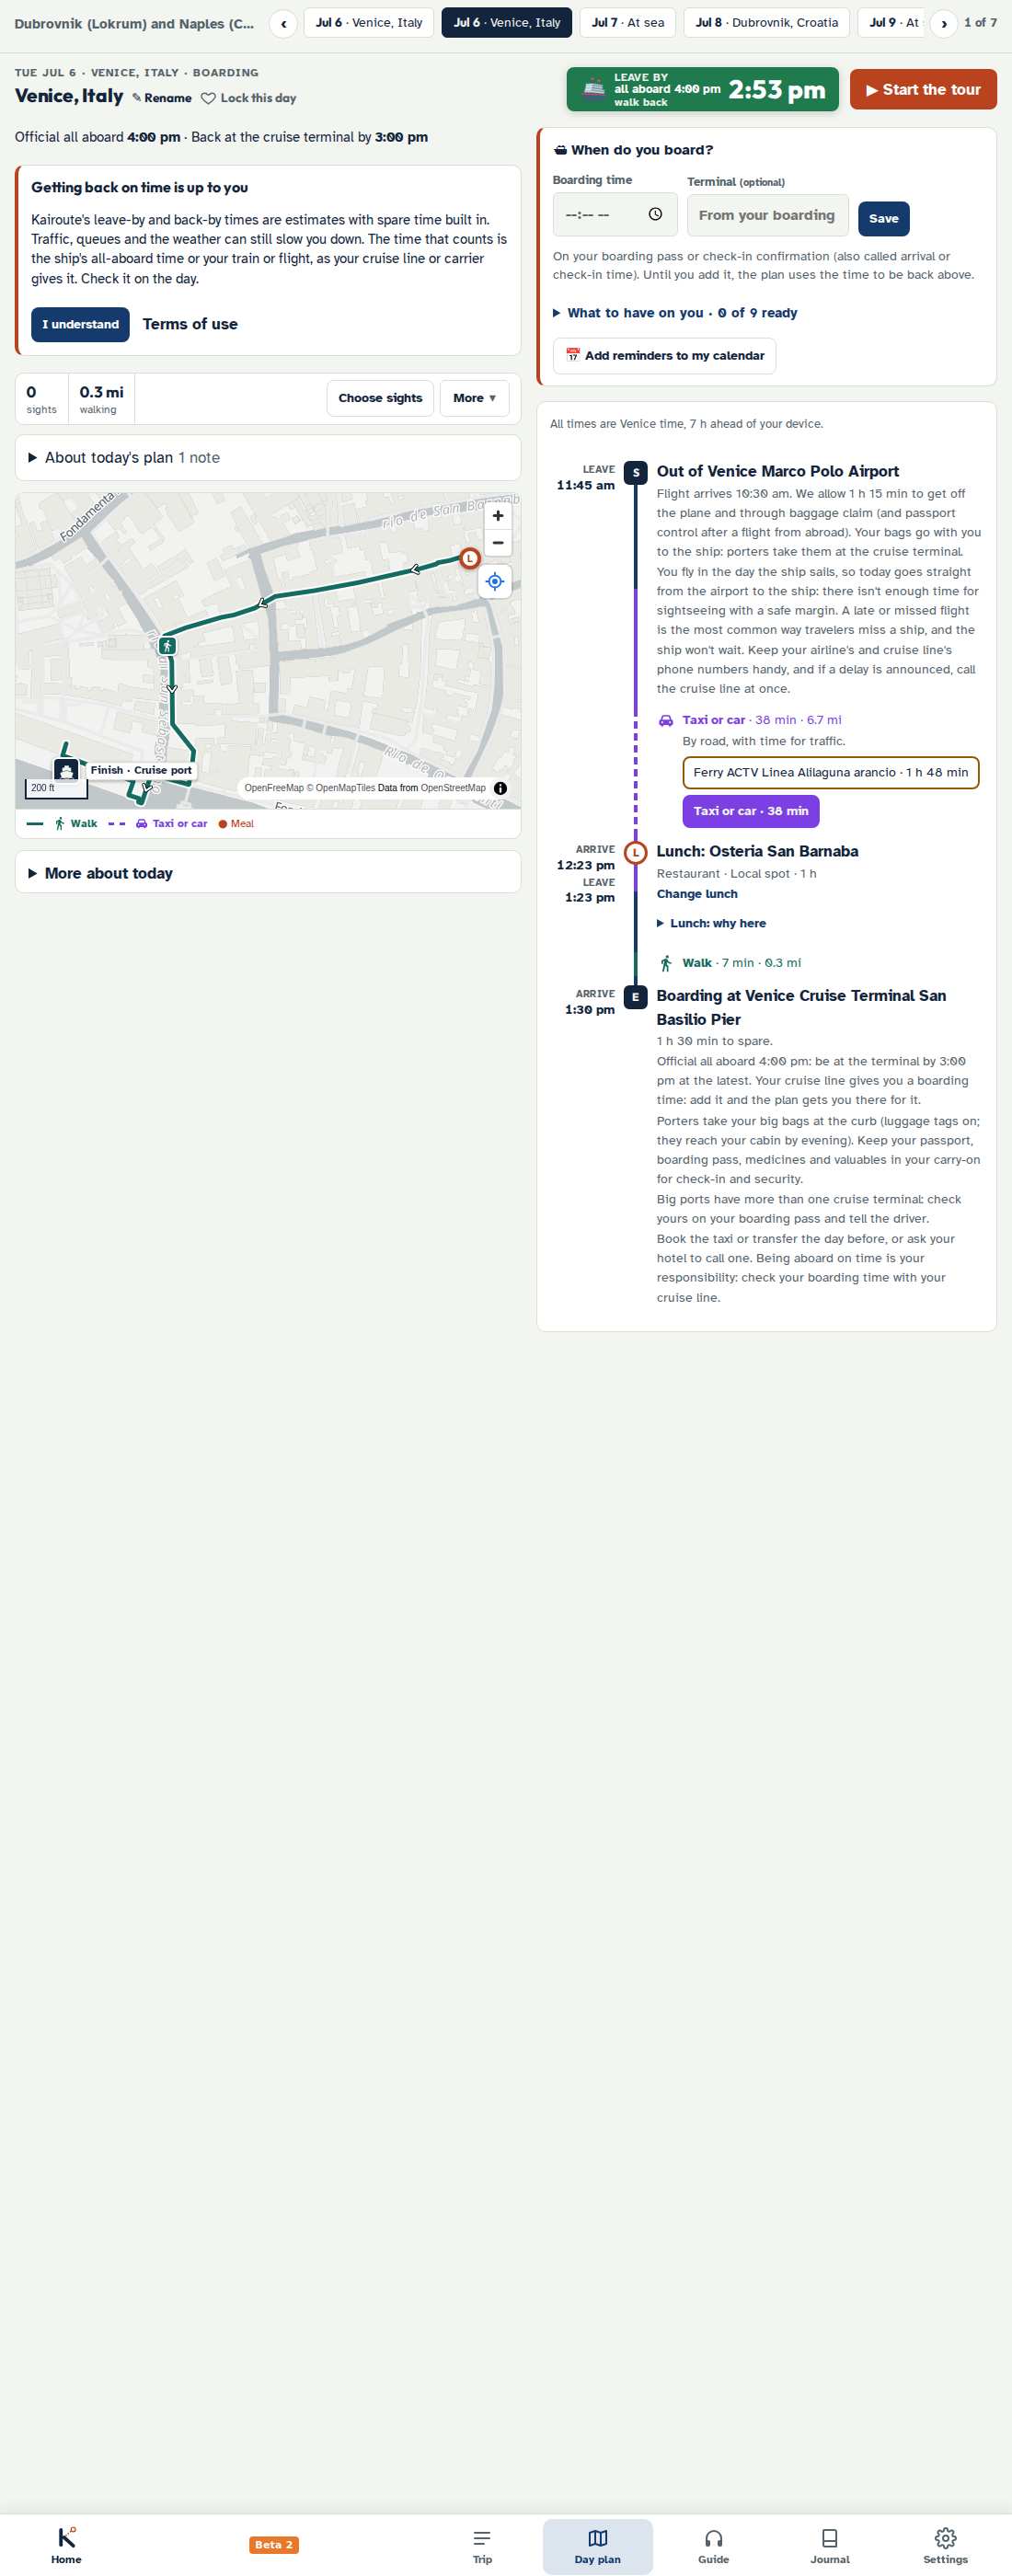 Dubrovnik (Lokrum) and Naples (C...
Jul 6 · Venice, Italy
Jul 6 · Venice, Italy
Jul 7 · At sea
Jul 8 · Dubrovnik, Croatia
Jul 9 · At
1 of 7
TUE JUL 6 · VENICE, ITALY · BOARDING
Venice, Italy
Rename
Lock this day
LEAVE BY
all aboard 4:00 pm
walk back
2:53 pm
Start the tour
Official all aboard 4:00 pm · Back at the cruise terminal by 3:00 pm
Getting back on time is up to you
Kairoute's leave-by and back-by times are estimates with spare time built in.
Traffic, queues and the weather can still slow you down. The time that counts is
the ship's all-aboard time or your train or flight, as your cruise line or carrier
gives it. Check it on the day.
I understand
Terms of use
0
sights
0.3 mi
walking
Choose sights
More
About today's plan 1 note
Fondamenta
L
Finish · Cruise port
200 ft
OpenFreeMap © OpenMapTiles Data from OpenStreetMap
Walk
Taxi or car
Meal
More about today
When do you board?
Boarding time
Terminal (optional)
--:-- --
From your boarding
Save
On your boarding pass or check-in confirmation (also called arrival or
check-in time). Until you add it, the plan uses the time to be back above.
What to have on you · 0 of 9 ready
Add reminders to my calendar
All times are Venice time, 7 h ahead of your device.
LEAVE
11:45 am
S
Out of Venice Marco Polo Airport
Flight arrives 10:30 am. We allow 1 h 15 min to get off
the plane and through baggage claim (and passport
control after a flight from abroad). Your bags go with you
to the ship: porters take them at the cruise terminal.
You fly in the day the ship sails, so today goes straight
from the airport to the ship: there isn't enough time for
sightseeing with a safe margin. A late or missed flight
is the most common way travelers miss a ship, and the
ship won't wait. Keep your airline's and cruise line's
phone numbers handy, and if a delay is announced, call
the cruise line at once.
Taxi or car · 38 min · 6.7 mi
By road, with time for traffic.
Ferry ACTV Linea Alilaguna arancio · 1 h 48 min
Taxi or car · 38 min
ARRIVE
12:23 pm
LEAVE
1:23 pm
L
Lunch: Osteria San Barnaba
Restaurant · Local spot · 1 h
Change lunch
Lunch: why here
Walk · 7 min · 0.3 mi
ARRIVE
1:30 pm
E
Boarding at Venice Cruise Terminal San
Basilio Pier
1 h 30 min to spare.
Official all aboard 4:00 pm: be at the terminal by 3:00
pm at the latest. Your cruise line gives you a boarding
time: add it and the plan gets you there for it.
Porters take your big bags at the curb (luggage tags on;
they reach your cabin by evening). Keep your passport,
boarding pass, medicines and valuables in your carry-on
for check-in and security.
Big ports have more than one cruise terminal: check
yours on your boarding pass and tell the driver.
Book the taxi or transfer the day before, or ask your
hotel to call one. Being aboard on time is your
responsibility: check your boarding time with your
cruise line.
Home
Beta 2
Trip
Day plan
Guide
Journal
Settings